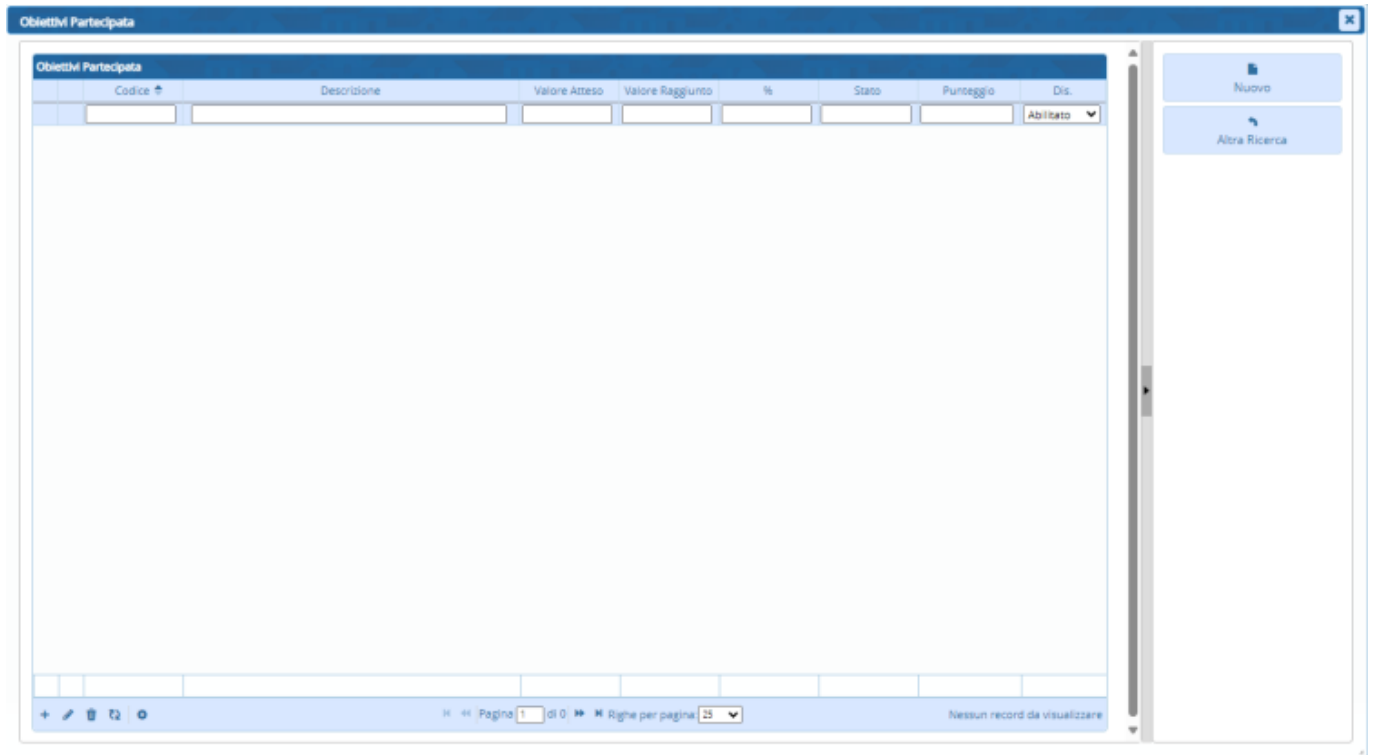 Obiettivi Partecipata
Obiettivi Partecipata
Codice Descrizione Valore Atteso Valore Raggiunto % Stato Punteggio Dis.
Abilitato
Nuovo
Altra Ricerca
Pagina 1 di 0 Righe per pagina 25 Nessun record da visualizzare